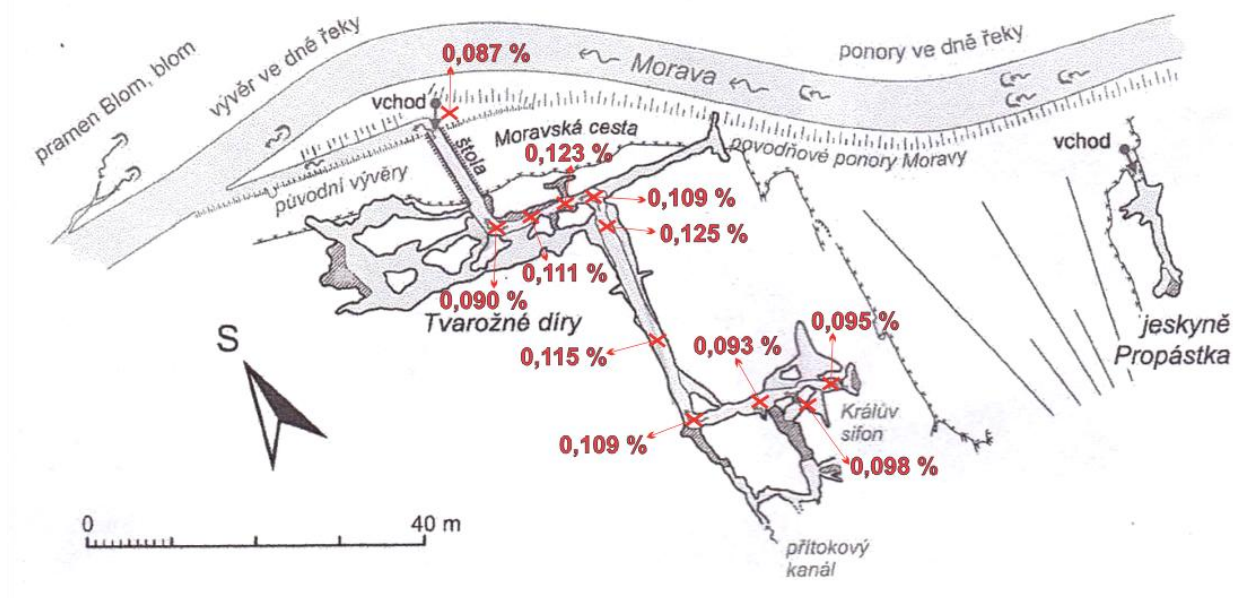 pramen Blom, blom
vývěr ve dně řeky
0,087 %
Morava
ponory ve dně řeky
vchod
štola
Moravská cesta
0,123 %
povodňové ponory Moravy
vchod
původní vývěry
0,109 %
0,125 %
0,111 %
0,090 %
Tvarožné díry
S
0,115 %
0,093 %
0,095 %
jeskyně
Propástka
Králův
sifon
0,109 %
0,098 %
0
40 m
přítokový
kanál